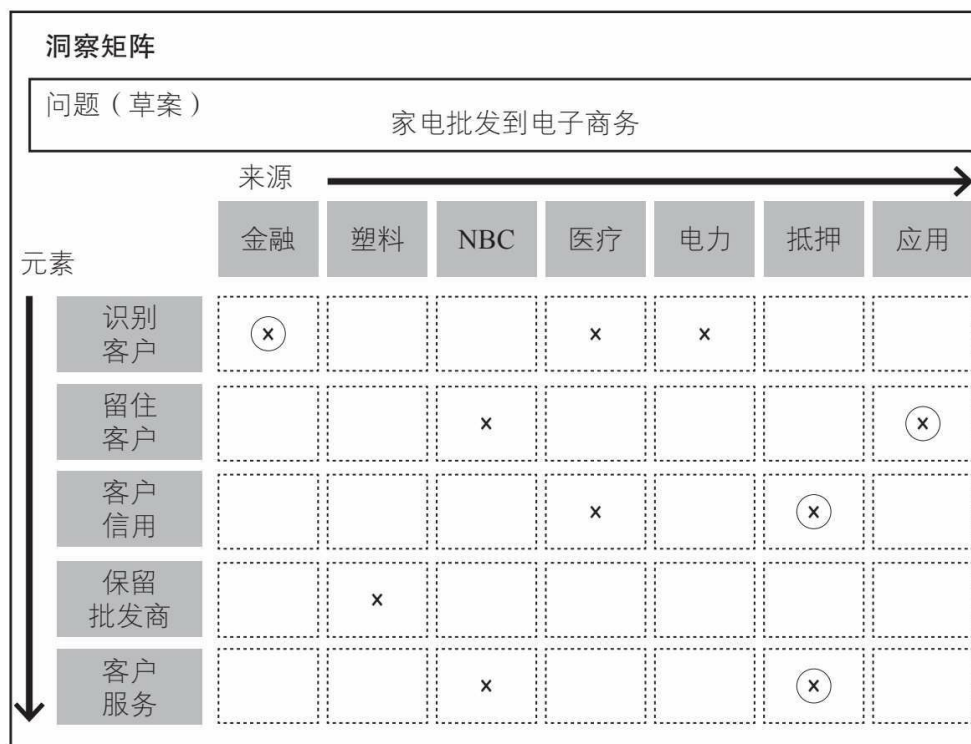 洞察矩阵
问题（草案）
家电批发到电子商务
来源
金融 塑料 NBC 医疗 电力 抵押 应用
元素
识别
客户
× × ×
留住
客户
× ×
客户
信用
× ×
保留
批发商
×
客户
服务
× ×